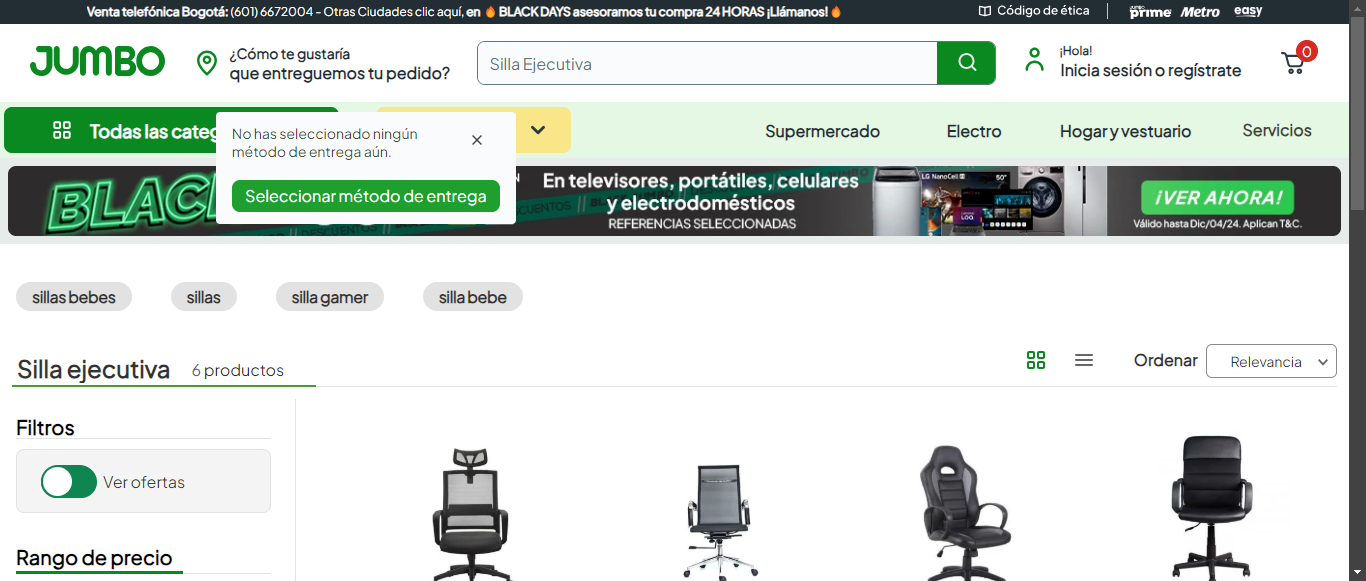 Venta telefónica Bogotá: (601) 6672004 - Otras Ciudades clic aquí, en 🔥 BLACK DAYS asesoramos tu compra 24 HORAS ¡Llámanos!🔥
Código de ética
JUMBO prime
Metro
easy
JUMBO
¿Cómo te gustaría
que entreguemos tu pedido?
Silla Ejecutiva
¡Hola!
Inicia sesión o regístrate
0
Todas las categ
No has seleccionado ningún
método de entrega aún.
Seleccionar método de entrega
Supermercado
Electro
Hogar y vestuario
Servicios
BLAC
En televisores, portátiles, celulares
y electrodomésticos
REFERENCIAS SELECCIONADAS
LG NanoCell
50"
¡VER AHORA!
Válido hasta Dic/04/24. Aplican T&C.
sillas bebes
sillas
silla gamer
silla bebe
Silla ejecutiva
6 productos
Ordenar
Relevancia
Filtros
Ver ofertas
Rango de precio